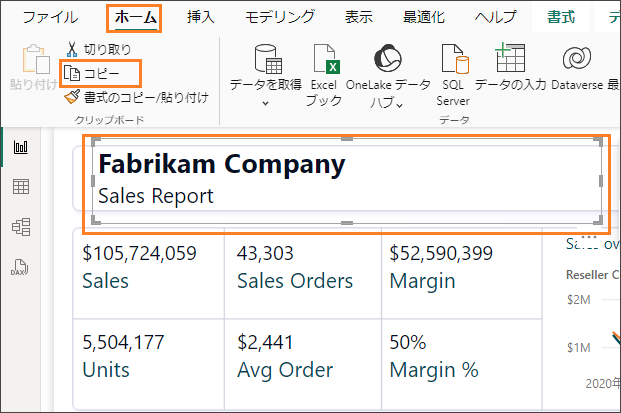 ファイル ホーム 挿入 モデリング 表示 最適化 ヘルプ 書式
切り取り
コピー
貼り付け
書式のコピー/貼り付け
クリップボード
データを取得
Excel
ブック
OneLake データ
ハブ
SQL
Server
データの入力
Dataverse
データ
Fabrikam Company
Sales Report
$105,724,059 43,303 $52,590,399
Sales Sales Orders Margin
5,504,177 $2,441 50%
Units Avg Order Margin %
Sales ov
Reseller C
$2M
$1M
2020年
DAX